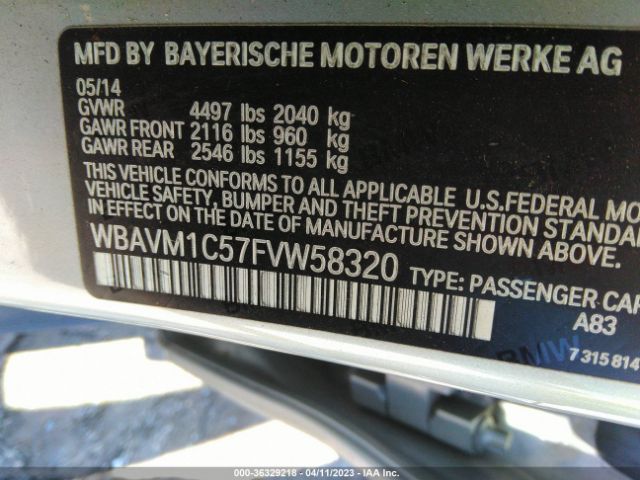 MFD BY BAYERISCHE MOTOREN WERKE AG
05/14
GVWR 4497 lbs 2040 kg
GAWR FRONT 2116 lbs 960 kg
GAWR REAR 2546 lbs 1155 kg
THIS VEHICLE CONFORMS TO ALL APPLICABLE U.S.FEDERAL MO
VEHICLE SAFETY, BUMPER AND THEFT PREVENTION STANDARDS
IN EFFECT ON THE DATE OF MANUFACTURE SHOWN ABOVE.
WBAVM1C57FVW58320 TYPE: PASSENGER CAR
A83
BMW
7 315 814
000-36329218 - 04/11/2023 - IAA Inc.